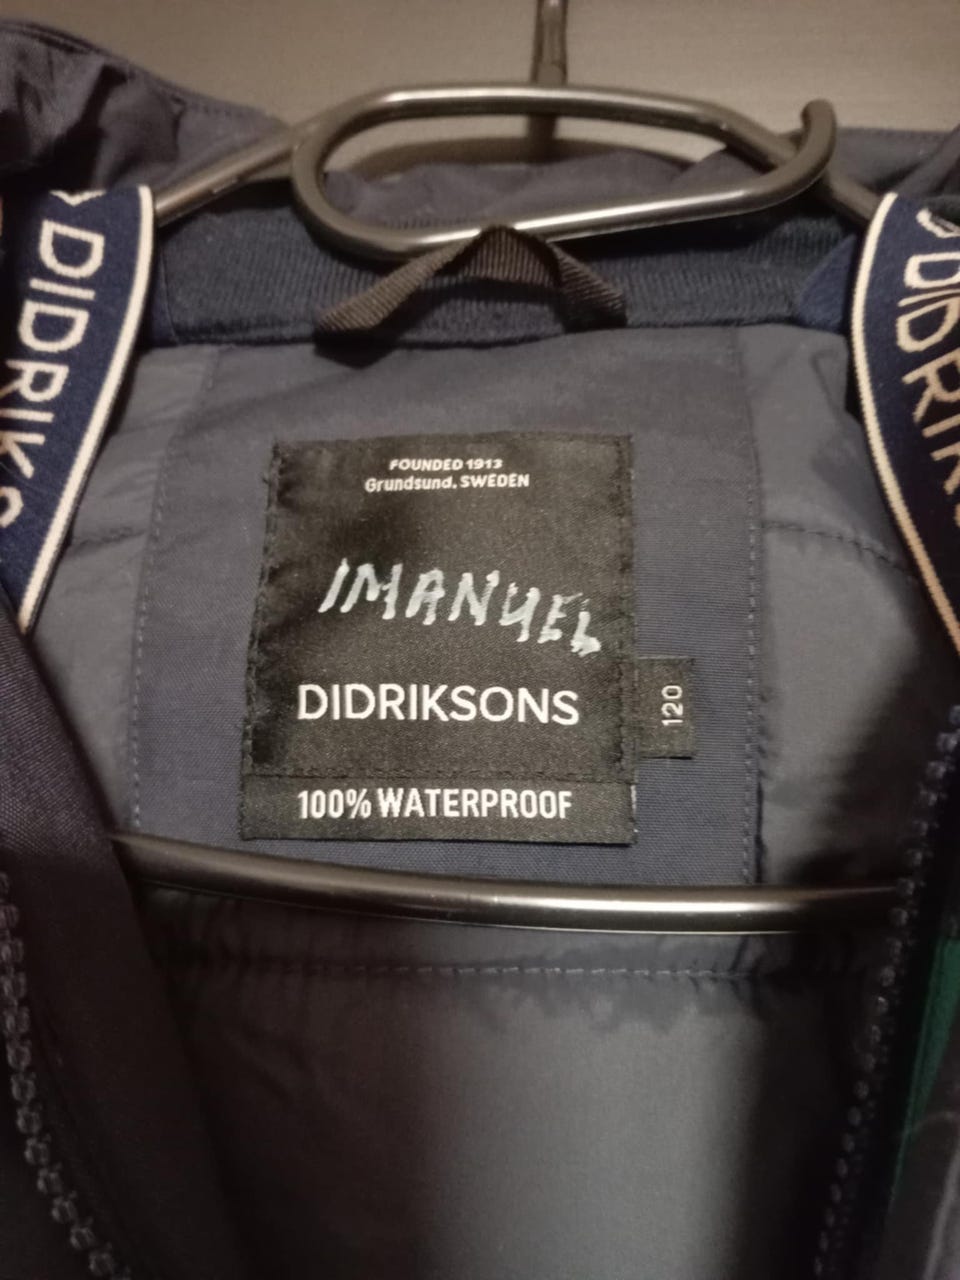 DIDRIKS
DIDRIKS
FOUNDED 1913
Grundsund, SWEDEN
IMANUEL
DIDRIKSONS
120
100% WATERPROOF